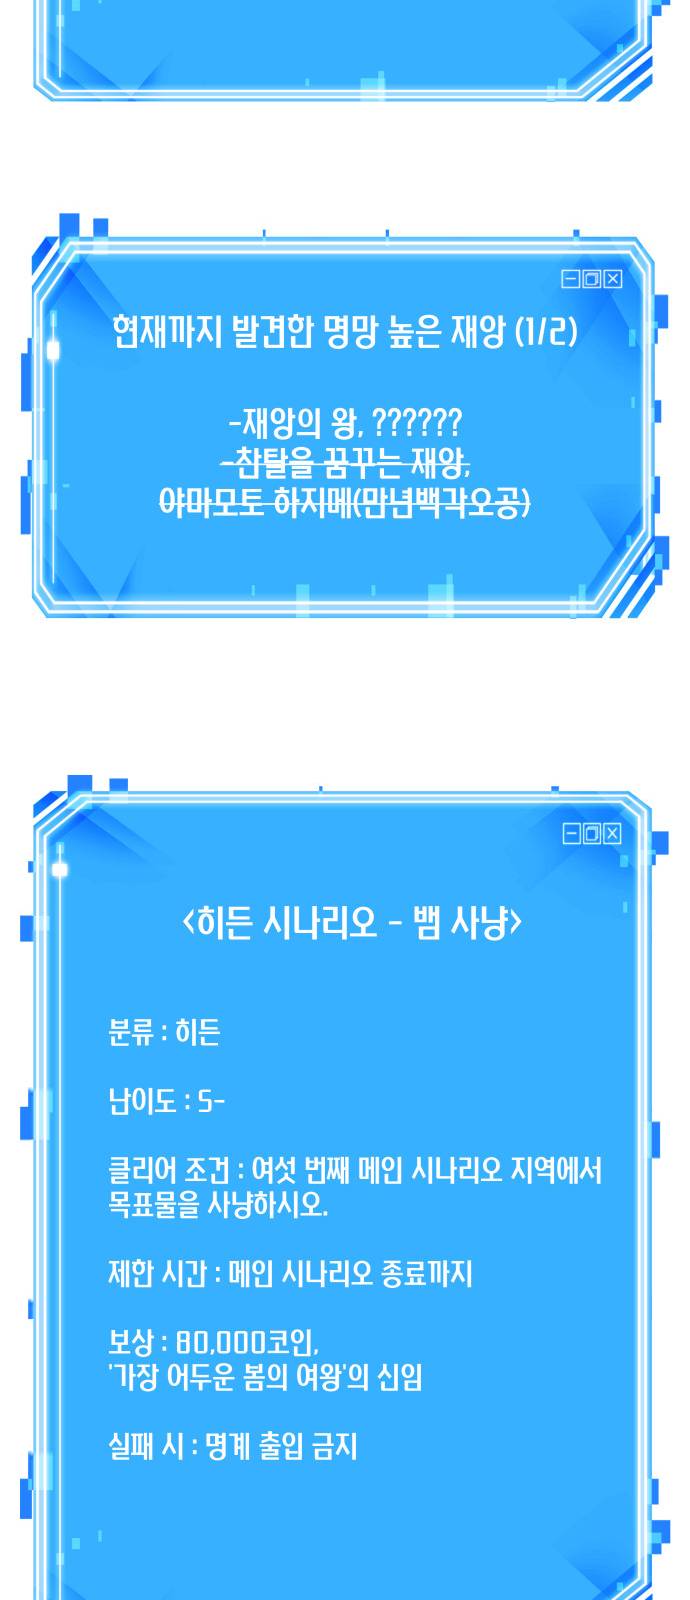 현재까지 발견한 명망 높은 재앙 (1/2)
-재앙의 왕, ??????
-찬탈을 꿈꾸는 재앙,
야마모토 하지메(만년백각오공)
<히든 시나리오 - 뱀 사냥>
분류 : 히든
난이도 : S-
클리어 조건 : 여섯 번째 메인 시나리오 지역에서
목표물을 사냥하시오.
제한 시간 : 메인 시나리오 종료까지
보상 : 80,000코인,
'가장 어두운 봄의 여왕'의 신임
실패 시 : 명계 출입 금지